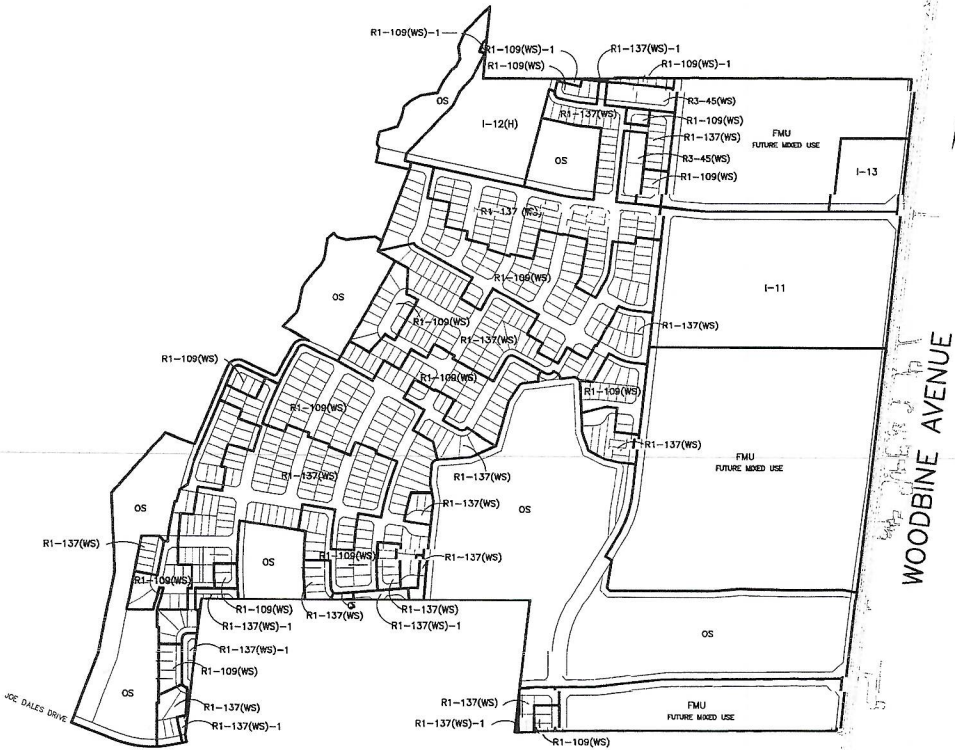 R1-109(WS)-1
R1-109(WS)-1
R1-137(WS)-1
R1-109(WS)
R1-109(WS)-1
OS
R3-45(WS)
R1-137(WS)
I-12(H)
R1-109(WS)
FMU
FUTURE MIXED USE
R1-137(WS)
OS
R3-45(WS)
I-13
R1-109(WS)
R1-137 (WS)
R1-109(WS)
I-11
OS
R1-109(WS)
R1-137(WS)
R1-137(WS)
R1-109(WS)
R1-109(WS)
R1-109(WS)
R1-109(WS)
R1-137(WS)
FMU
FUTURE MIXED USE
R1-137(WS)
R1-137(WS)
R1-137(WS)
OS
OS
WOODBINE AVENUE
R1-137(WS)
R1-109(WS)
R1-137(WS)
OS
R1-109(WS)
R1-109(WS)
R1-137(WS)
R1-137(WS)
R1-137(WS)-1
R1-137(WS)-1
OS
R1-137(WS)-1
R1-109(WS)
OS
JOE DALES DRIVE
R1-137(WS)
R1-137(WS)
FMU
FUTURE MIXED USE
R1-137(WS)-1
R1-137(WS)-1
R1-109(WS)